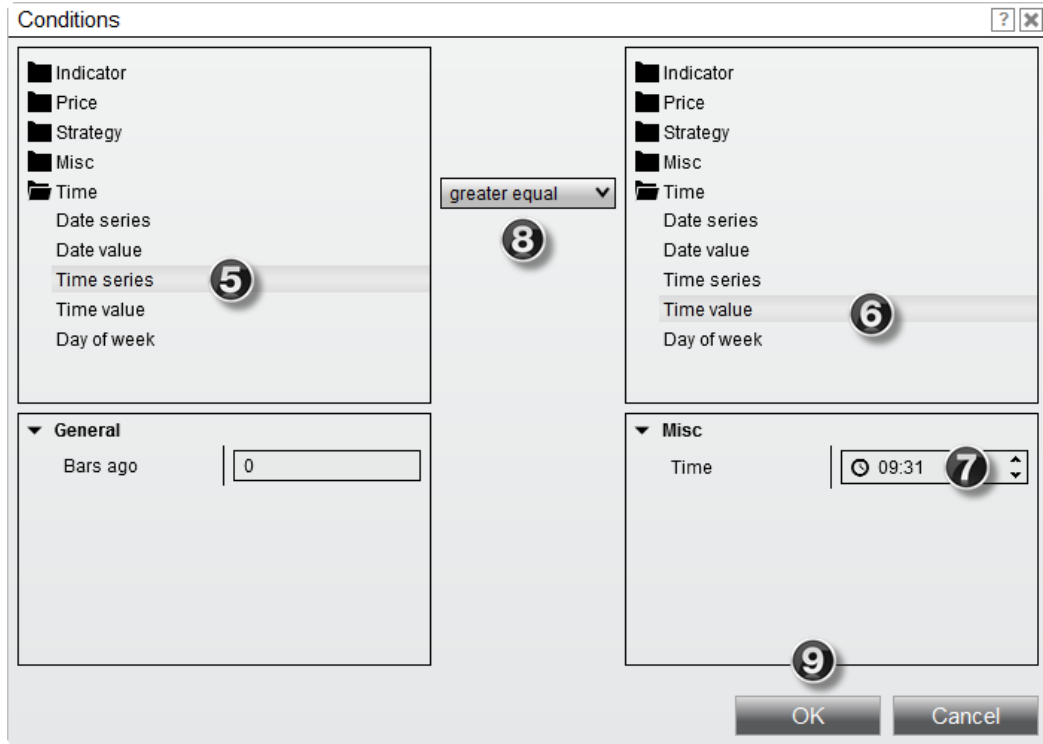 Conditions
Indicator
Price
Strategy
Misc
Time
Date series
Date value
Time series 5
Time value
Day of week
greater equal
8
Indicator
Price
Strategy
Misc
Time
Date series
Date value
Time series
Time value 6
Day of week
General
Bars ago 0
Misc
Time 09:31 7
9
OK Cancel